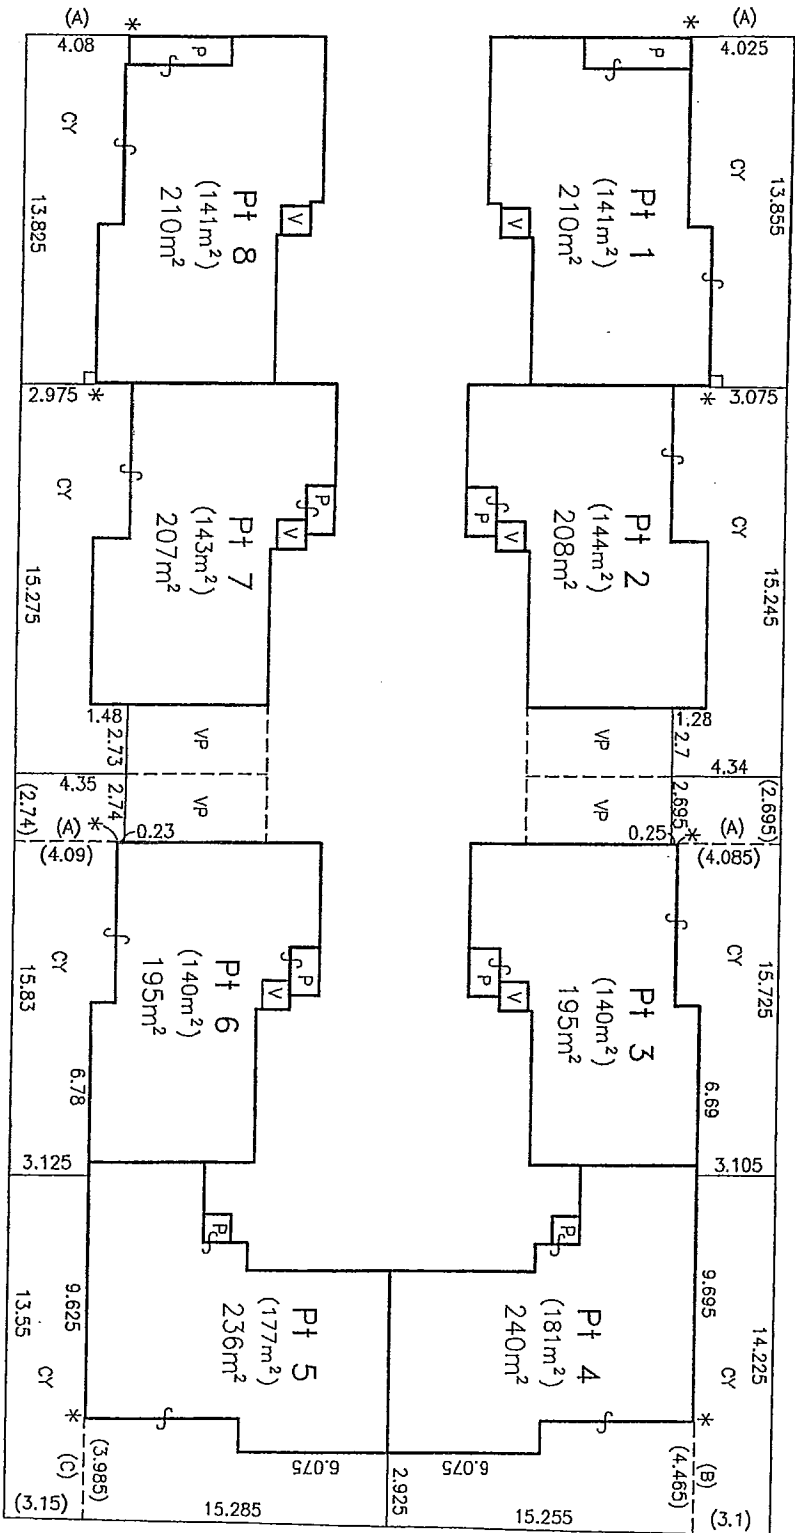 (A)
*
*
(A)
4.08
P
P
4.025
CY
CY
13.825
13.855
Pt 8
(141m²)
210m²
V
V
Pt 1
(141m²)
210m²
2.975
*
*
3.075
CY
CY
15.275
15.245
Pt 7
(143m²)
207m²
P
V
P
V
Pt 2
(144m²)
208m²
1.48
2.73
VP
VP
2.7
1.28
4.35
4.34
(2.74)
2.74
VP
VP
2.695
(2.695)
(A)
*
0.23
0.25
*
(A)
(4.09)
(4.085)
CY
CY
15.83
15.725
Pt 6
(140m²)
195m²
P
V
P
V
Pt 3
(140m²)
195m²
6.78
6.69
3.125
3.105
P
P
9.625
9.695
13.55
14.225
Pt 5
(177m²)
236m²
Pt 4
(181m²)
240m²
CY
CY
*
*
(C)
(3.985)
6.075
6.075
(4.465)
(B)
(3.15)
15.285
2.925
15.255
(3.1)